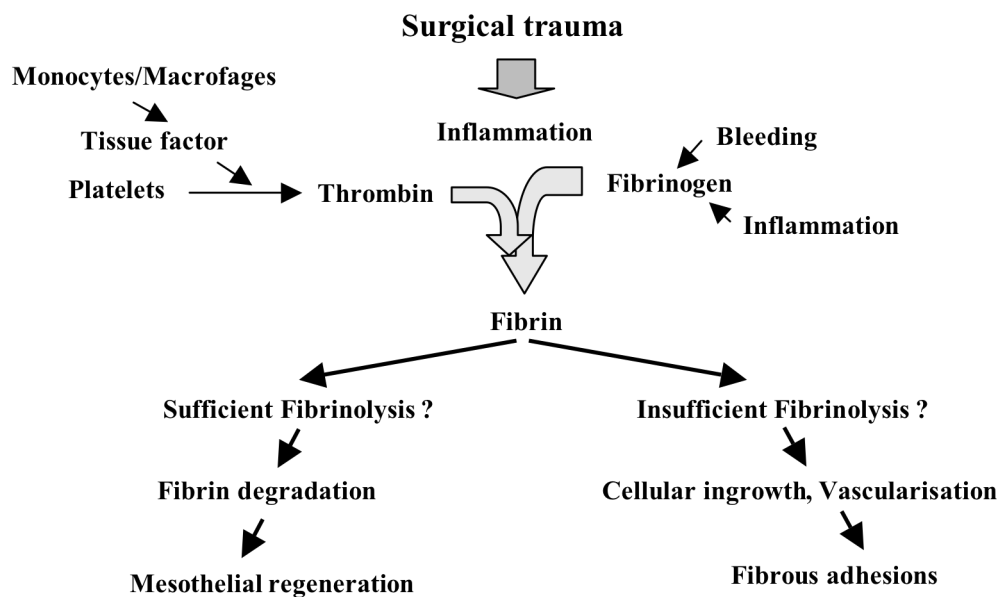 Surgical trauma
Monocytes/Macrofages
Inflammation
Bleeding
Tissue factor
Platelets
Thrombin
Fibrinogen
Inflammation
Fibrin
Sufficient Fibrinolysis ?
Insufficient Fibrinolysis ?
Fibrin degradation
Cellular ingrowth, Vascularisation
Mesothelial regeneration
Fibrous adhesions